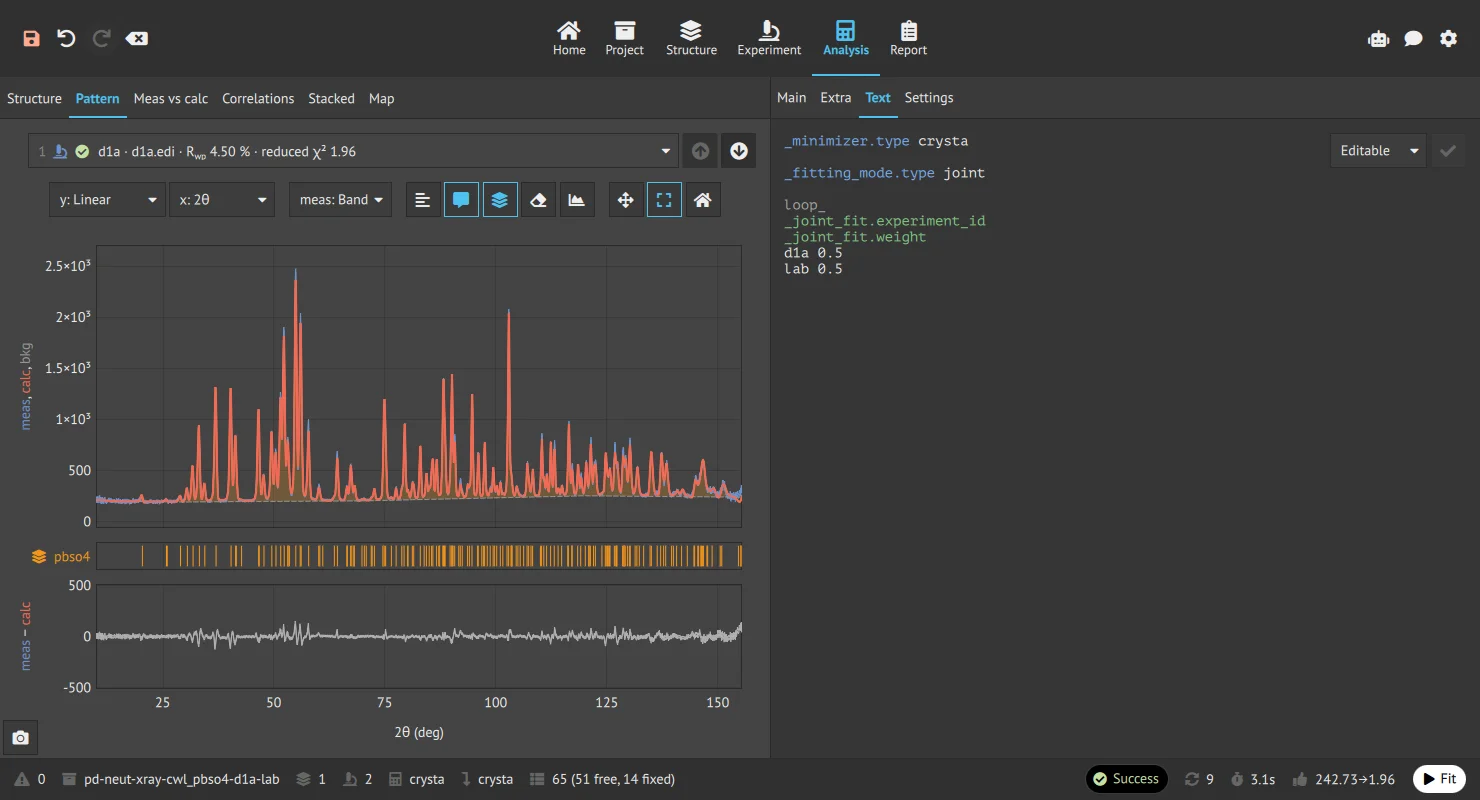 Home Project Structure Experiment Analysis Report
Structure Pattern Meas vs calc Correlations Stacked Map
Main Extra Text Settings
1 d1a · d1a.edi · Rwp 4.50 % · reduced χ² 1.96
y: Linear x: 2θ meas: Band
_minimizer.type crysta
_fitting_mode.type joint
loop_
_joint_fit.experiment_id
_joint_fit.weight
d1a 0.5
lab 0.5
Editable
meas, calc, bkg
2.5×10³
2×10³
1.5×10³
1×10³
500
0
pbso4
meas − calc
500
0
-500
25 50 75 100 125 150
2θ (deg)
0 pd-neut-xray-cwl_pbso4-d1a-lab 1 2 crysta crysta 65 (51 free, 14 fixed) Success 9 3.1s 242.73→1.96 Fit